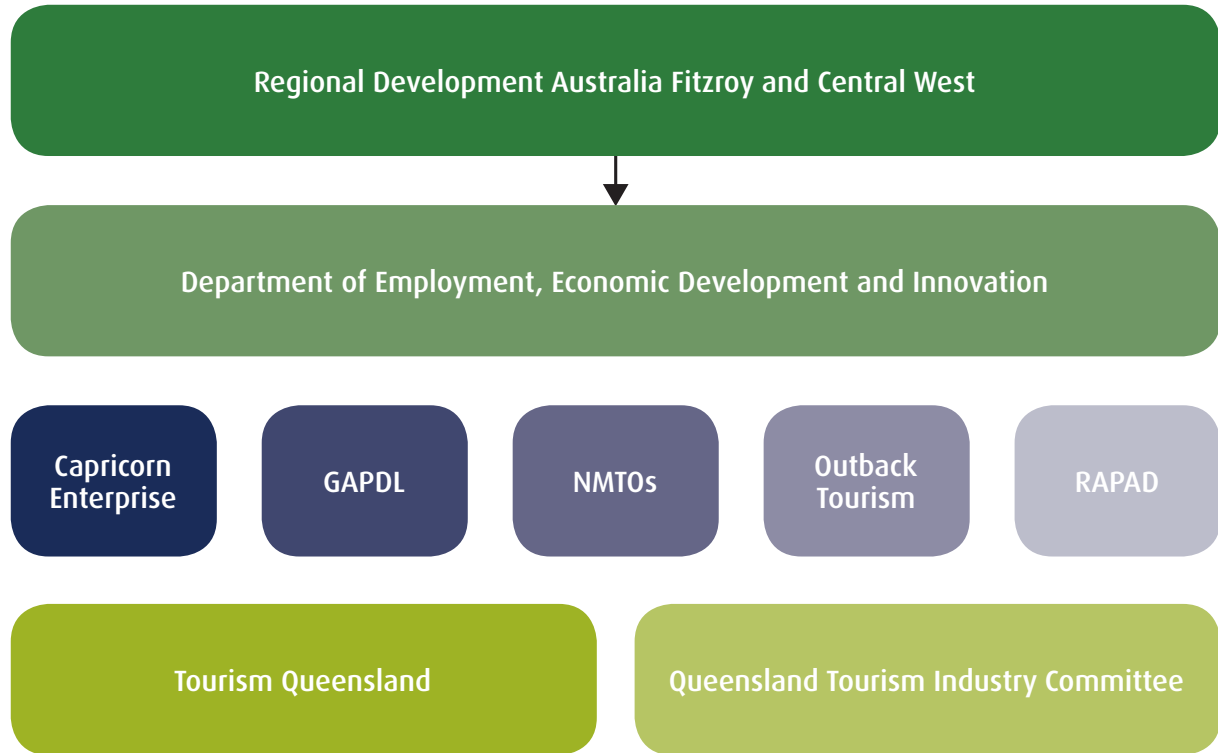 Regional Development Australia Fitzroy and Central West
Department of Employment, Economic Development and Innovation
Capricorn
Enterprise
GAPDL
NMTOs
Outback
Tourism
RAPAD
Tourism Queensland
Queensland Tourism Industry Committee